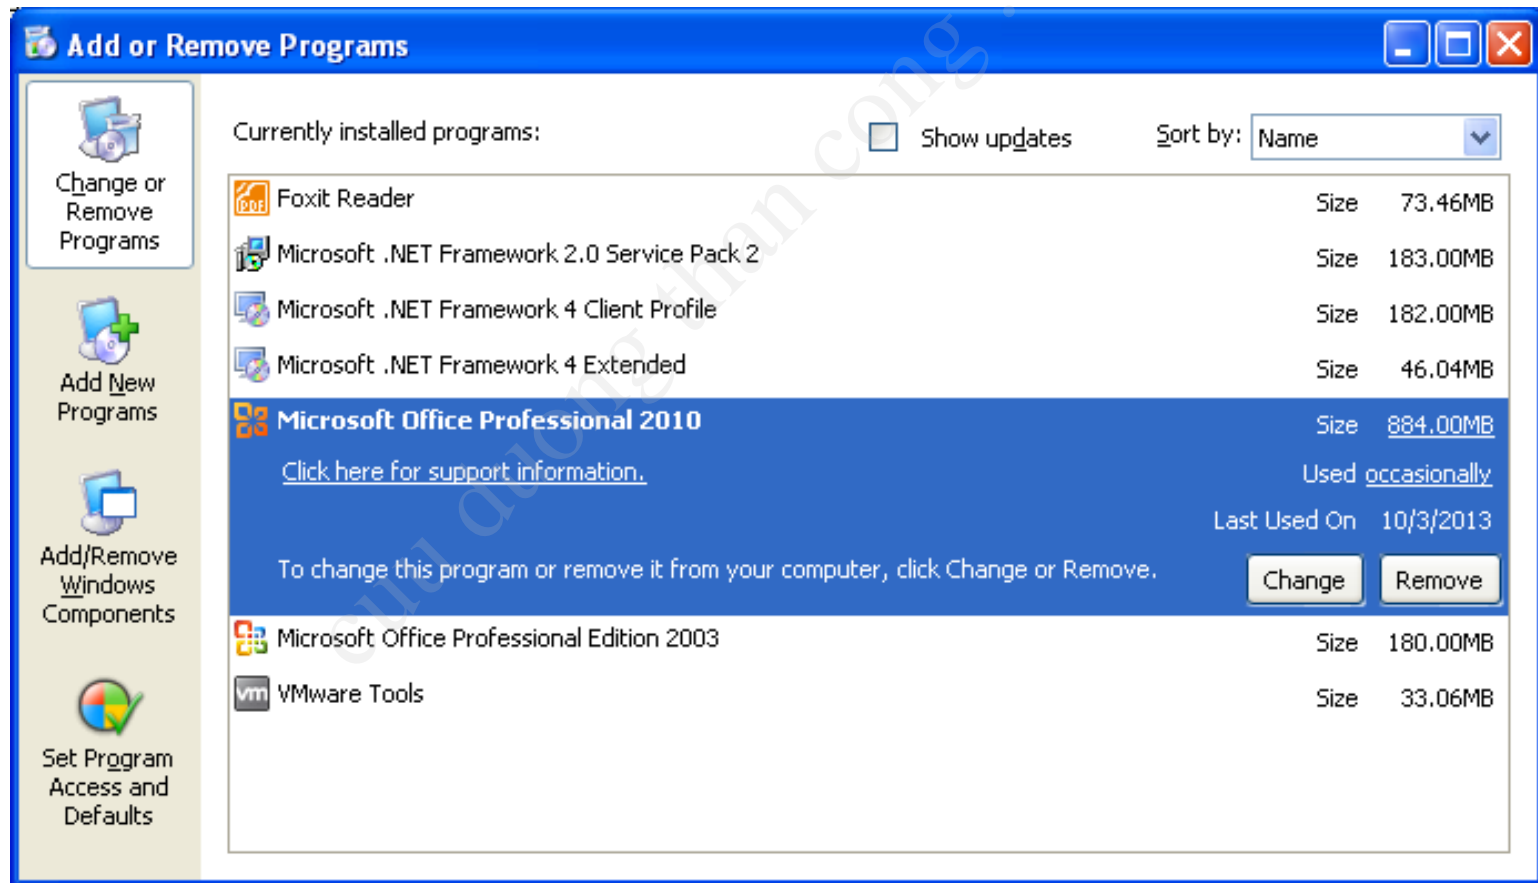 Add or Remove Programs
Change or
Remove
Programs
Add New
Programs
Add/Remove
Windows
Components
Set Program
Access and
Defaults
Currently installed programs:
Show updates
Sort by: Name
Foxit Reader Size 73.46MB
Microsoft .NET Framework 2.0 Service Pack 2 Size 183.00MB
Microsoft .NET Framework 4 Client Profile Size 182.00MB
Microsoft .NET Framework 4 Extended Size 46.04MB
Microsoft Office Professional 2010 Size 884.00MB
Click here for support information. Used occasionally
Last Used On 10/3/2013
To change this program or remove it from your computer, click Change or Remove. Change Remove
Microsoft Office Professional Edition 2003 Size 180.00MB
VMware Tools Size 33.06MB
cuu duong than cong .